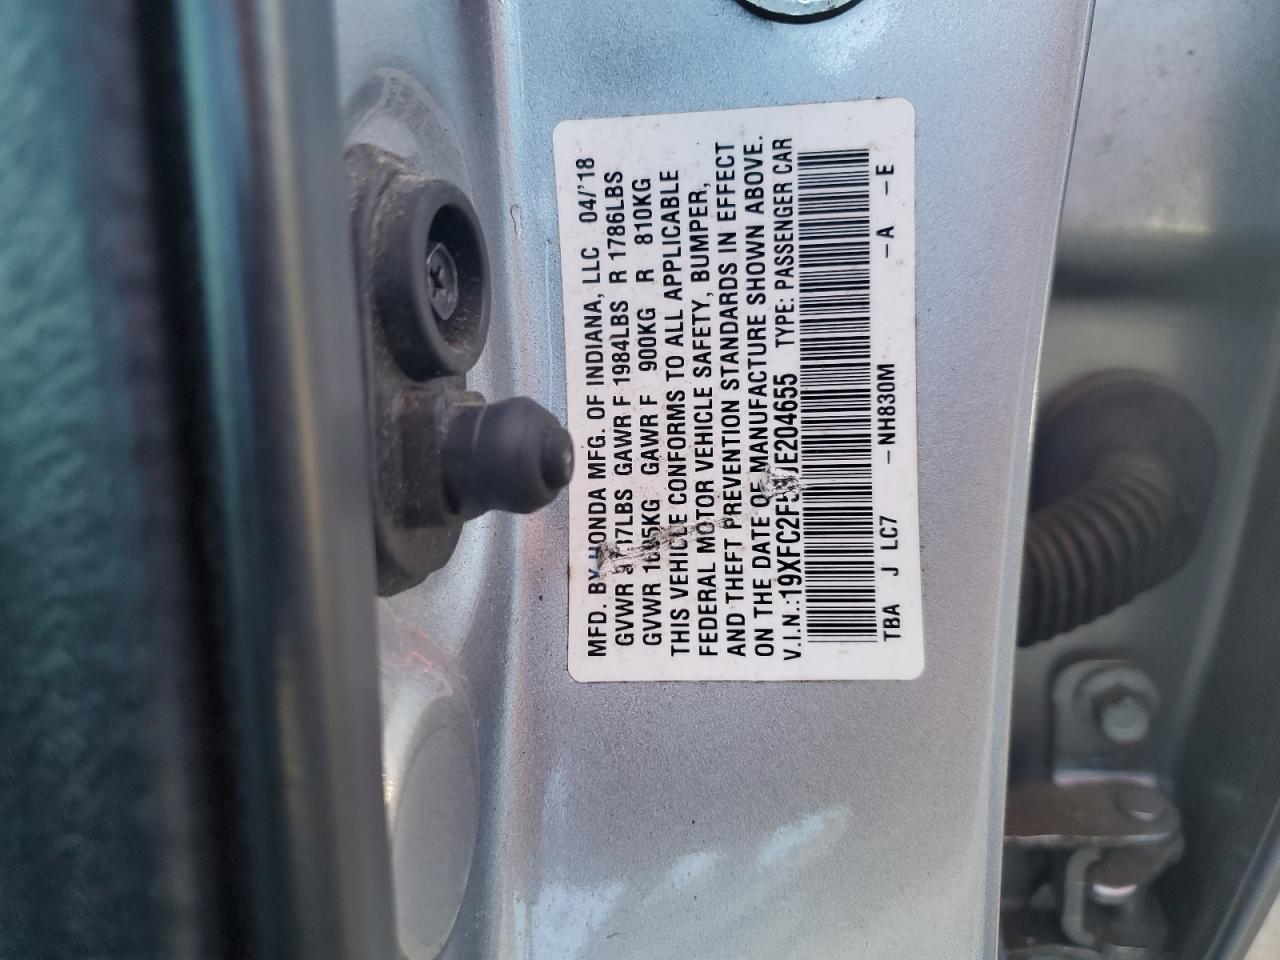 MFD. BY HONDA MFG. OF INDIANA, LLC 04/'18
GVWR LBS GAWR F 1984LBS R 1786LBS
GVWR KG GAWR F 900KG R 810KG
THIS VEHICLE CONFORMS TO ALL APPLICABLE
FEDERAL MOTOR VEHICLE SAFETY, BUMPER,
AND THEFT PREVENTION STANDARDS IN EFFECT
ON THE DATE OF MANUFACTURE SHOWN ABOVE.
V.I.N.: TYPE: PASSENGER CAR
TBA J LC7 -NH830M -A -E